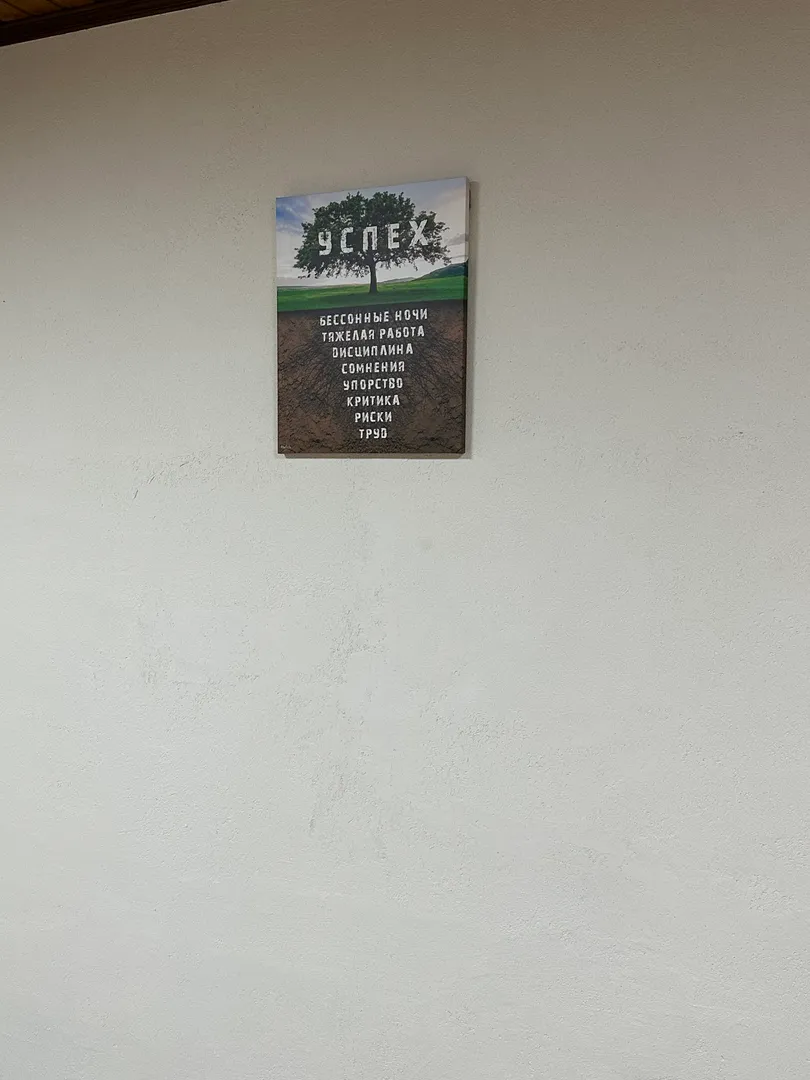 УСПЕХ
БЕССОННЫЕ НОЧИ
ТЯЖЕЛАЯ РАБОТА
ДИСЦИПЛИНА
СОМНЕНИЯ
УПОРСТВО
КРИТИКА
РИСКИ
ТРУД